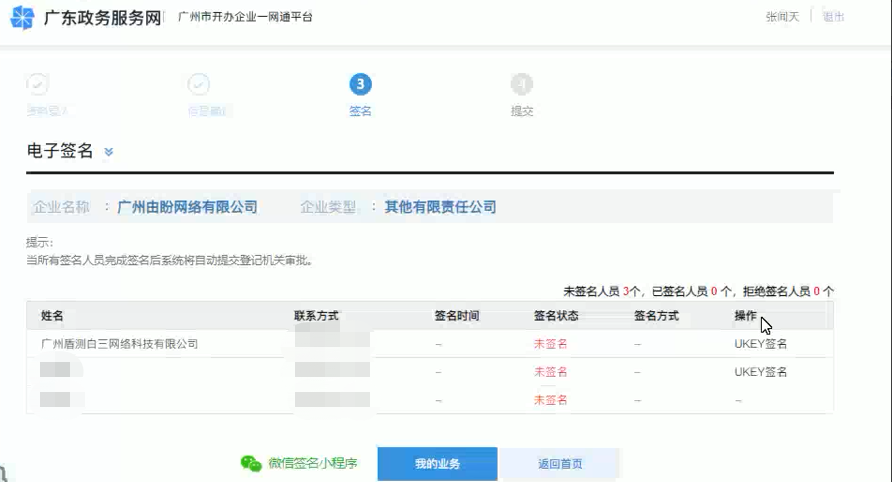 广东政务服务网 广州市开办企业一网通平台 张闻天 退出
3
签名 提交
电子签名
企业名称 : 广州由盼网络有限公司 企业类型 : 其他有限责任公司
提示:
当所有签名人员完成签名后系统将自动提交登记机关审批。
未签名人员 3个, 已签名人员 0 个, 拒绝签名人员 0 个
姓名 联系方式 签名时间 签名状态 签名方式 操作
广州盾测白三网络科技有限公司 – 未签名 – UKEY签名
– 未签名 – UKEY签名
– 未签名 – –
微信签名小程序 我的业务 返回首页